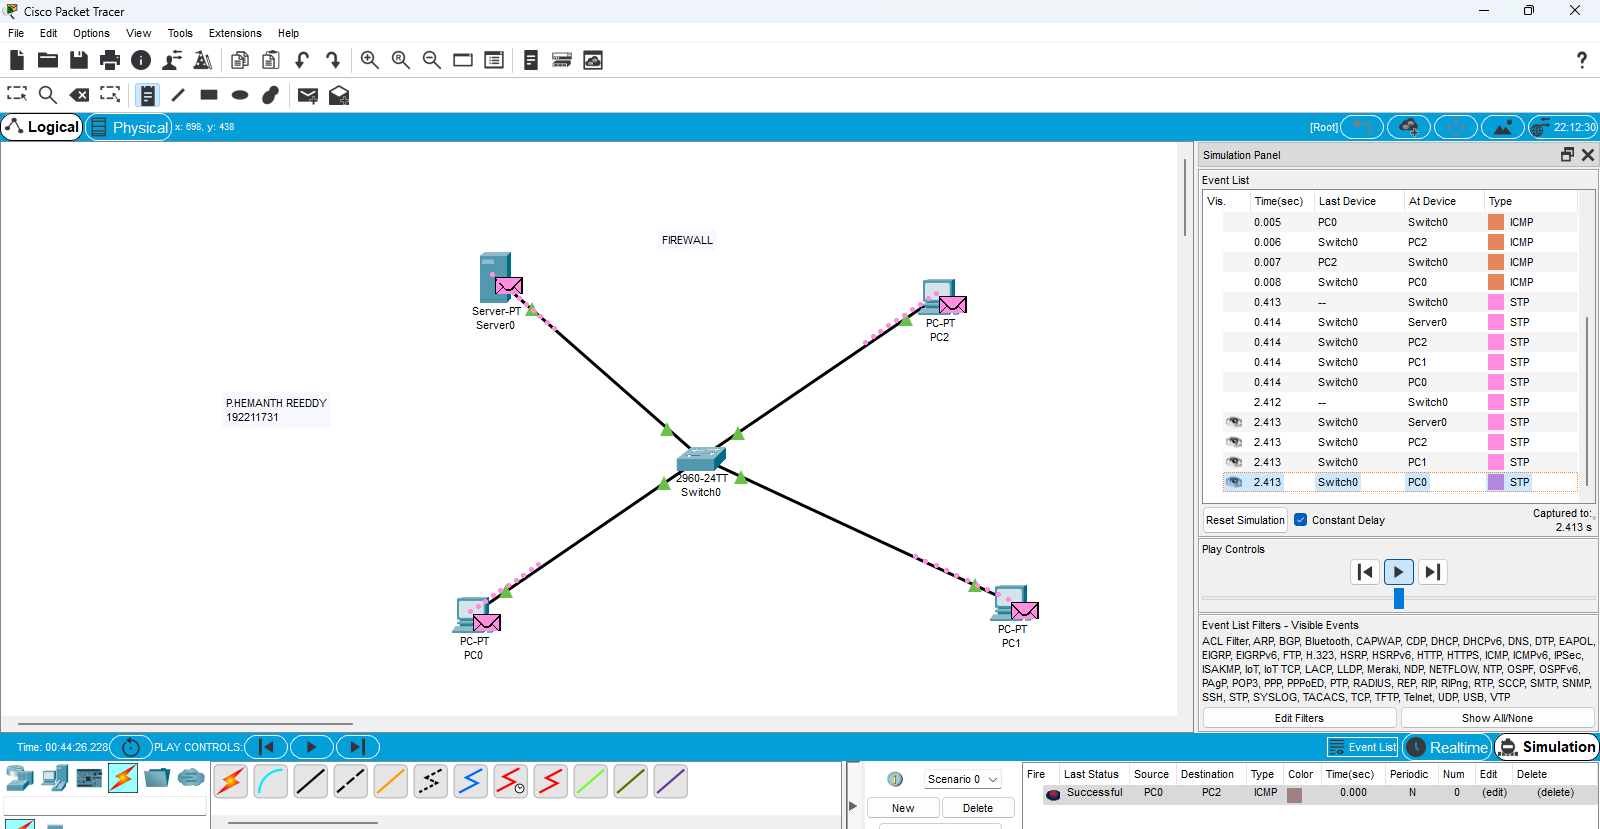 Cisco Packet Tracer
File Edit Options View Tools Extensions Help
Logical Physical x: 698, y: 438 [Root] 22:12:30
FIREWALL
Server-PT
Server0
PC-PT
PC2
P.HEMANTH REEDDY
192211731
2960-24TT
Switch0
PC-PT
PC0
PC-PT
PC1
Simulation Panel
Event List
Vis. Time(sec) Last Device At Device Type
0.005 PC0 Switch0 ICMP
0.006 Switch0 PC2 ICMP
0.007 PC2 Switch0 ICMP
0.008 Switch0 PC0 ICMP
0.413 -- Switch0 STP
0.414 Switch0 Server0 STP
0.414 Switch0 PC2 STP
0.414 Switch0 PC1 STP
0.414 Switch0 PC0 STP
2.412 -- Switch0 STP
2.413 Switch0 Server0 STP
2.413 Switch0 PC2 STP
2.413 Switch0 PC1 STP
2.413 Switch0 PC0 STP
Reset Simulation Constant Delay Captured to:
2.413 s
Play Controls
Event List Filters - Visible Events
ACL Filter, ARP, BGP, Bluetooth, CAPWAP, CDP, DHCP, DHCPv6, DNS, DTP, EAPOL,
EIGRP, EIGRPv6, FTP, H.323, HSRP, HSRPv6, HTTP, HTTPS, ICMP, ICMPv6, IPSec,
ISAKMP, IoT, IoT TCP, LACP, LLDP, Meraki, NDP, NETFLOW, NTP, OSPF, OSPFv6,
PAgP, POP3, PPP, PPPoED, PTP, RADIUS, REP, RIP, RIPng, RTP, SCCP, SMTP, SNMP,
SSH, STP, SYSLOG, TACACS, TCP, TFTP, Telnet, UDP, USB, VTP
Edit Filters Show All/None
Time: 00:44:26.228 PLAY CONTROLS: Event List Realtime Simulation
Scenario 0
New Delete
Fire Last Status Source Destination Type Color Time(sec) Periodic Num Edit Delete
Successful PC0 PC2 ICMP 0.000 N 0 (edit) (delete)